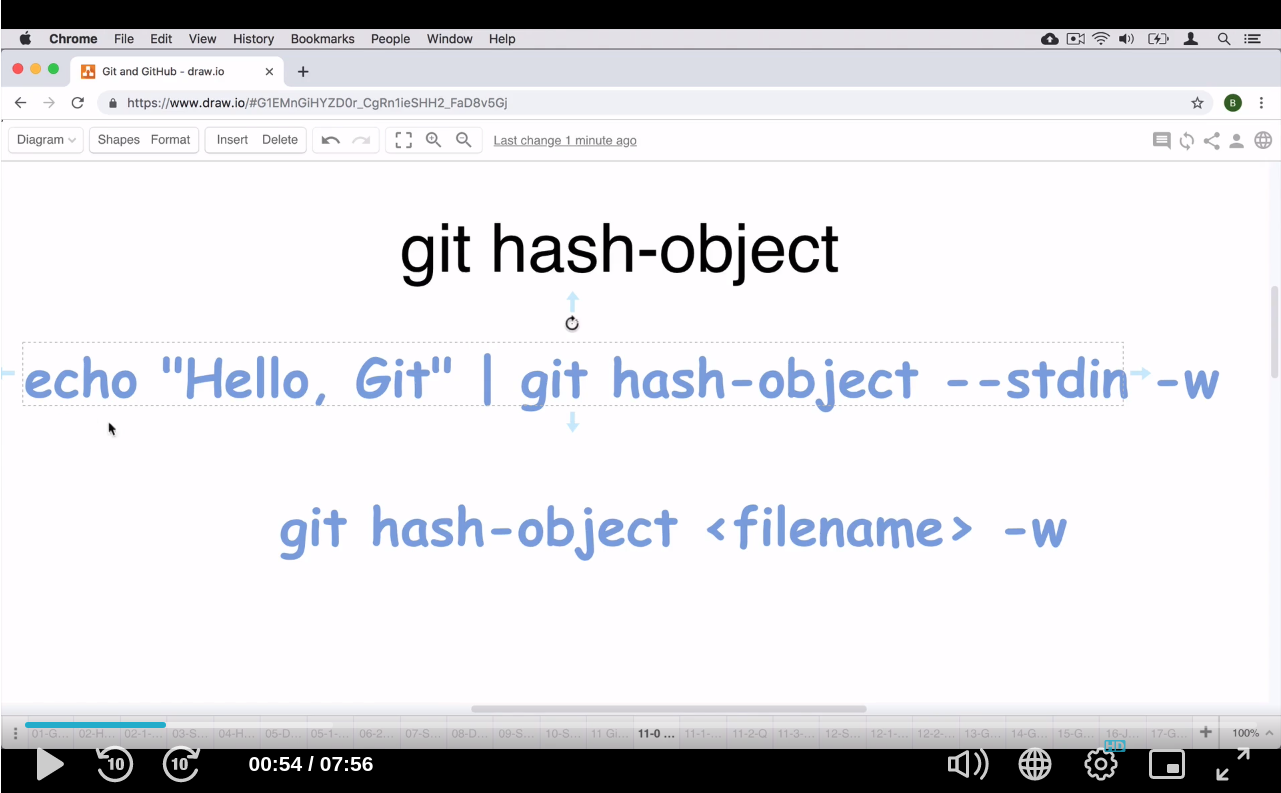 Chrome File Edit View History Bookmarks People Window Help
Git and GitHub - draw.io
https://www.draw.io/#G1EMnGiHYZD0r_CgRn1ieSHH2_FaD8v5Gj
B
Diagram Shapes Format Insert Delete Last change 1 minute ago
git hash-object
echo "Hello, Git" | git hash-object --stdin -w
git hash-object <filename> -w
01-G... 02-H... 02-1-... 03-S... 04-H... 05-D... 05-1-... 06-2... 07-S... 08-D... 09-S... 10-S... 11 Gi... 11-0 ... 11-1-... 11-2-Q 11-3-... 12-S... 12-1-... 12-2-... 13-G... 14-G... 15-G... 16-J... 17-G... 100%
HD
10 10 00:54 / 07:56